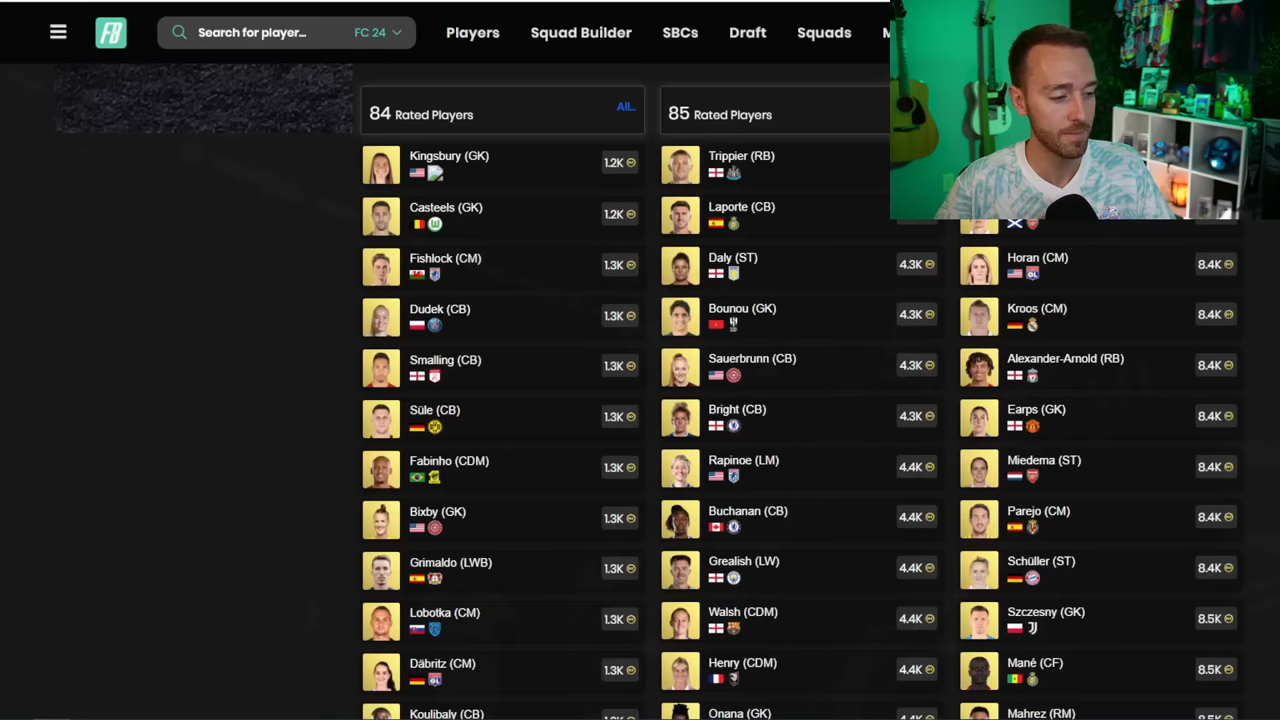 FB
Search for player...
FC 24
Players
Squad Builder
SBCs
Draft
Squads
84 Rated Players
All..
Kingsbury (GK)
1.2K
Casteels (GK)
1.2K
Fishlock (CM)
1.3K
Dudek (CB)
1.3K
Smalling (CB)
1.3K
Süle (CB)
1.3K
Fabinho (CDM)
1.3K
Bixby (GK)
1.3K
Grimaldo (LWB)
1.3K
Lobotka (CM)
1.3K
Däbritz (CM)
1.3K
Koulibaly (CB)
85 Rated Players
Trippier (RB)
Laporte (CB)
Daly (ST)
4.3K
Bounou (GK)
4.3K
Sauerbrunn (CB)
4.3K
Bright (CB)
4.3K
Rapinoe (LM)
4.4K
Buchanan (CB)
4.4K
Grealish (LW)
4.4K
Walsh (CDM)
4.4K
Henry (CDM)
4.4K
Onana (GK)
4.4K
Horan (CM)
8.4K
Kroos (CM)
8.4K
Alexander-Arnold (RB)
8.4K
Earps (GK)
8.4K
Miedema (ST)
8.4K
Parejo (CM)
8.4K
Schüller (ST)
8.4K
Szczesny (GK)
8.5K
Mané (CF)
8.5K
Mahrez (RM)
8.5K